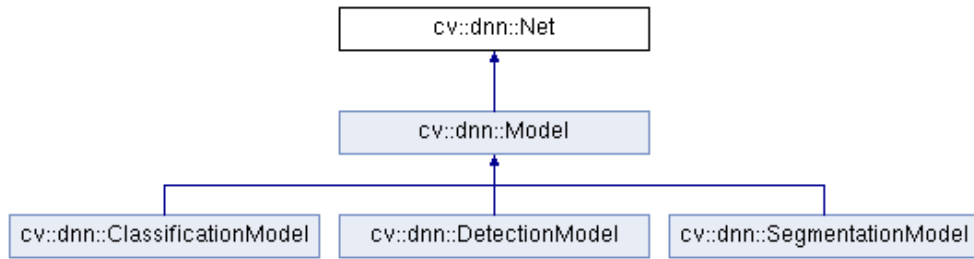 cv::dnn::Net
cv::dnn::Model
cv::dnn::ClassificationModel
cv::dnn::DetectionModel
cv::dnn::SegmentationModel